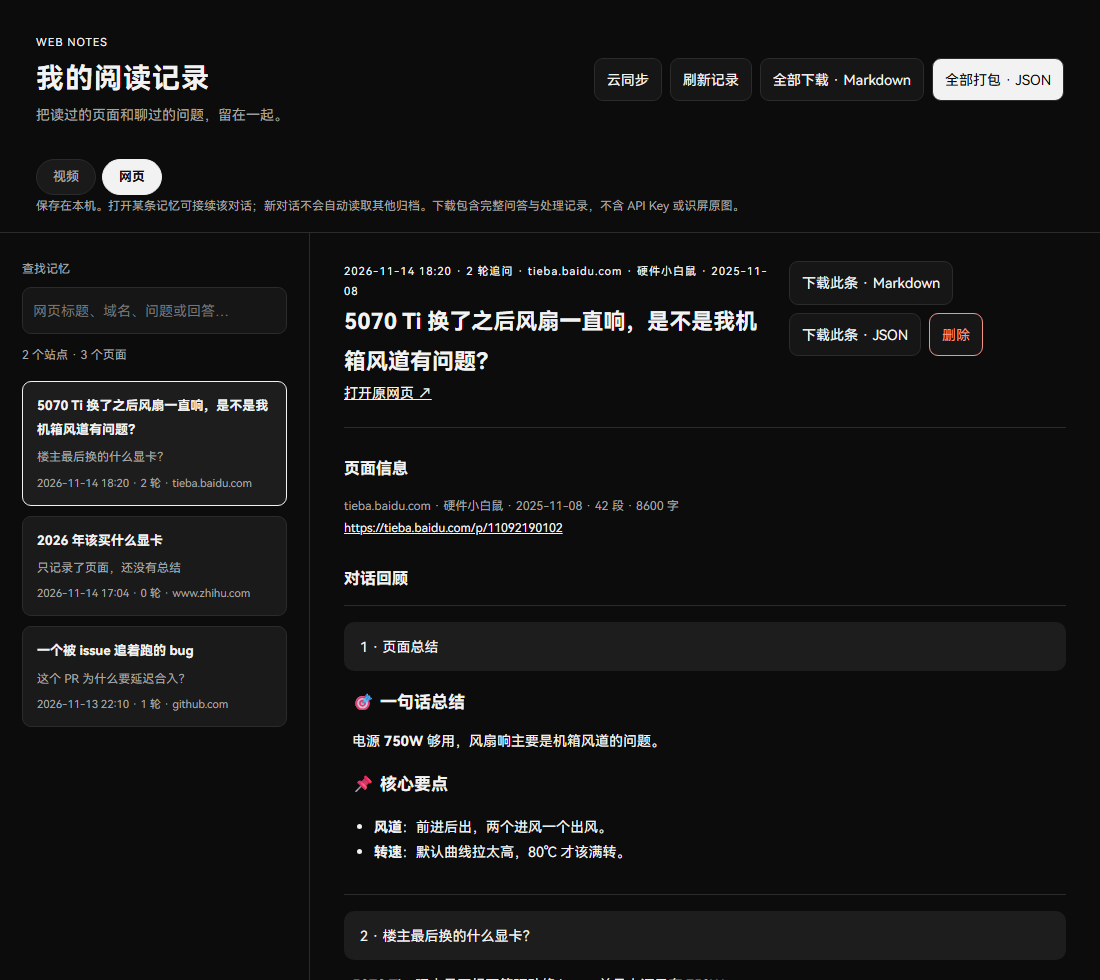 WEB NOTES
我的阅读记录
把读过的页面和聊过的问题，留在一起。
云同步
刷新记录
全部下载 · Markdown
全部打包 · JSON
视频
网页
保存在本机。打开某条记忆可接续该对话；新对话不会自动读取其他归档。下载包含完整问答与处理记录，不含 API Key 或识屏原图。
查找记忆
网页标题、域名、问题或回答…
2 个站点 · 3 个页面
5070 Ti 换了之后风扇一直响，是不是我
机箱风道有问题？
楼主最后换的什么显卡？
2026-11-14 18:20 · 2 轮 · tieba.baidu.com
2026 年该买什么显卡
只记录了页面，还没有总结
2026-11-14 17:04 · 0 轮 · www.zhihu.com
一个被 issue 追着跑的 bug
这个 PR 为什么要延迟合入？
2026-11-13 22:10 · 1 轮 · github.com
2026-11-14 18:20 · 2 轮追问 · tieba.baidu.com · 硬件小白鼠 · 2025-11-
08
5070 Ti 换了之后风扇一直响，是不是我机
箱风道有问题？
打开原网页 ↗
下载此条 · Markdown
下载此条 · JSON
删除
页面信息
tieba.baidu.com · 硬件小白鼠 · 2025-11-08 · 42 段 · 8600 字
https://tieba.baidu.com/p/11092190102
对话回顾
1 · 页面总结
🎯 一句话总结
电源 750W 够用，风扇响主要是机箱风道的问题。
📌 核心要点
• 风道：前进后出，两个进风一个出风。
• 转速：默认曲线拉太高，80℃ 才该满转。
2 · 楼主最后换的什么显卡？